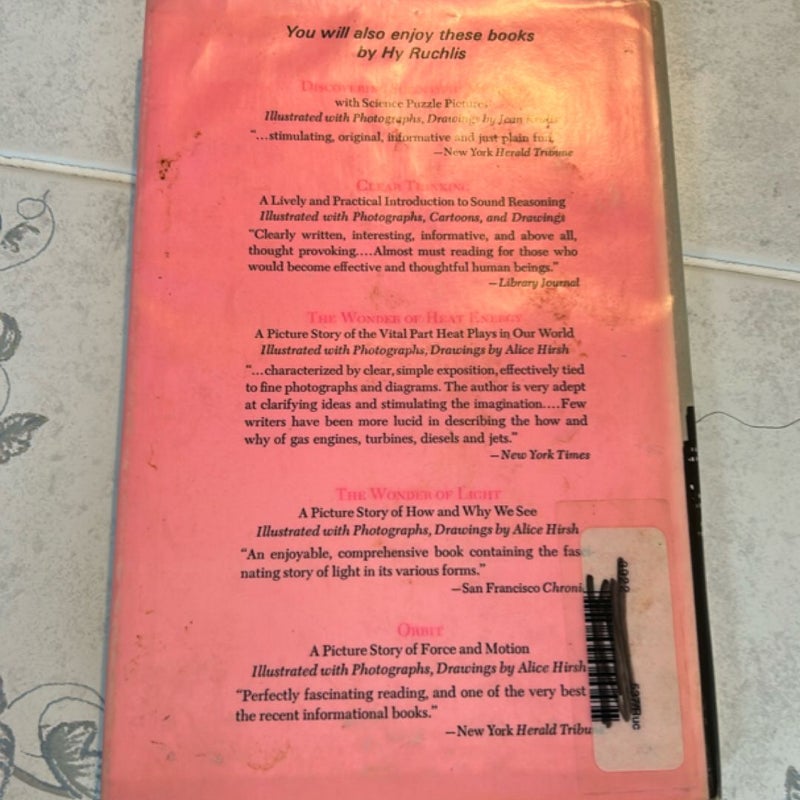 You will also enjoy these books
by Hy Ruchlis
DISCOVERING
with Science Puzzle Pictures
Illustrated with Photographs, Drawings by Jean
“...stimulating, original, informative and just plain fun.
—New York Herald Tribune
CLEAR THINKING
A Lively and Practical Introduction to Sound Reasoning
Illustrated with Photographs, Cartoons, and Drawings
“Clearly written, interesting, informative, and above all,
thought provoking....Almost must reading for those who
would become effective and thoughtful human beings.”
—Library Journal
THE WONDER OF HEAT ENERGY
A Picture Story of the Vital Part Heat Plays in Our World
Illustrated with Photographs, Drawings by Alice Hirsh
“...characterized by clear, simple exposition, effectively tied
to fine photographs and diagrams. The author is very adept
at clarifying ideas and stimulating the imagination....Few
writers have been more lucid in describing the how and
why of gas engines, turbines, diesels and jets.”
—New York Times
THE WONDER OF LIGHT
A Picture Story of How and Why We See
Illustrated with Photographs, Drawings by Alice Hirsh
“An enjoyable, comprehensive book containing the fasci-
nating story of light in its various forms.”
—San Francisco Chroni
ORBIT
A Picture Story of Force and Motion
Illustrated with Photographs, Drawings by Alice Hirsh
“Perfectly fascinating reading, and one of the very best
the recent informational books.”
—New York Herald Tribu